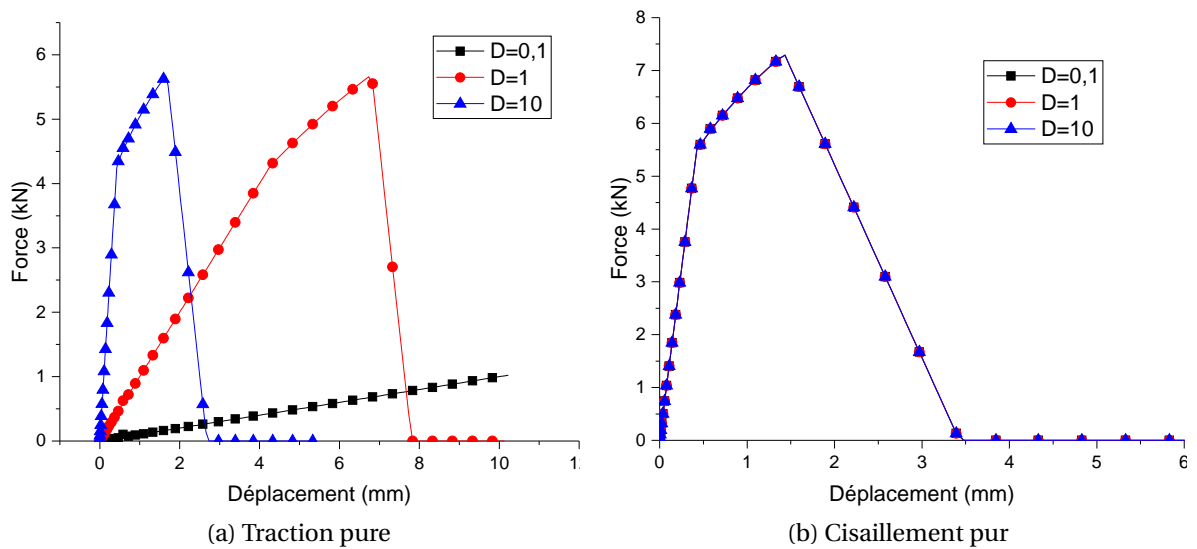 6
5
4
3
2
1
0
Force (kN)
D=0,1
D=1
D=10
0 2 4 6 8 10
Déplacement (mm)
(a) Traction pure
8
7
6
5
4
3
2
1
0
Force (kN)
D=0,1
D=1
D=10
0 1 2 3 4 5 6
Déplacement (mm)
(b) Cisaillement pur